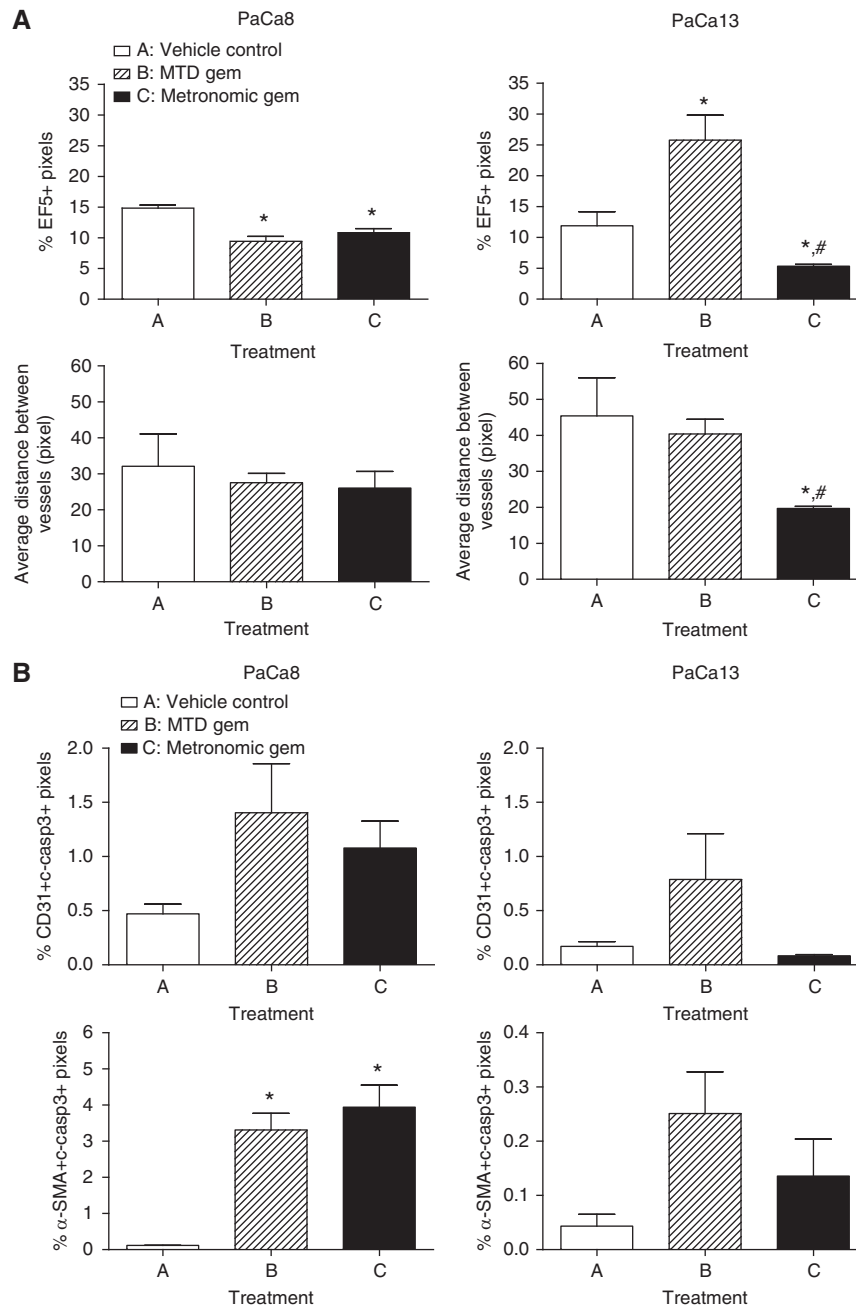 A
PaCa8
A: Vehicle control
B: MTD gem
C: Metronomic gem
% EF5+ pixels
35
30
25
20
15
10
5
0
*
*
A
B
C
Treatment
PaCa13
% EF5+ pixels
35
30
25
20
15
10
5
0
*
*,#
A
B
C
Treatment
Average distance between
vessels (pixel)
60
50
40
30
20
10
0
A
B
C
Treatment
Average distance between
vessels (pixel)
60
50
40
30
20
10
0
*,#
A
B
C
Treatment
B
PaCa8
A: Vehicle control
B: MTD gem
C: Metronomic gem
% CD31+c-casp3+ pixels
2.0
1.5
1.0
0.5
0.0
A
B
C
Treatment
PaCa13
% CD31+c-casp3+ pixels
2.0
1.5
1.0
0.5
0.0
A
B
C
Treatment
% α-SMA+c-casp3+ pixels
6
5
4
3
2
1
0
*
*
A
B
C
Treatment
% α-SMA+c-casp3+ pixels
0.4
0.3
0.2
0.1
0.0
A
B
C
Treatment